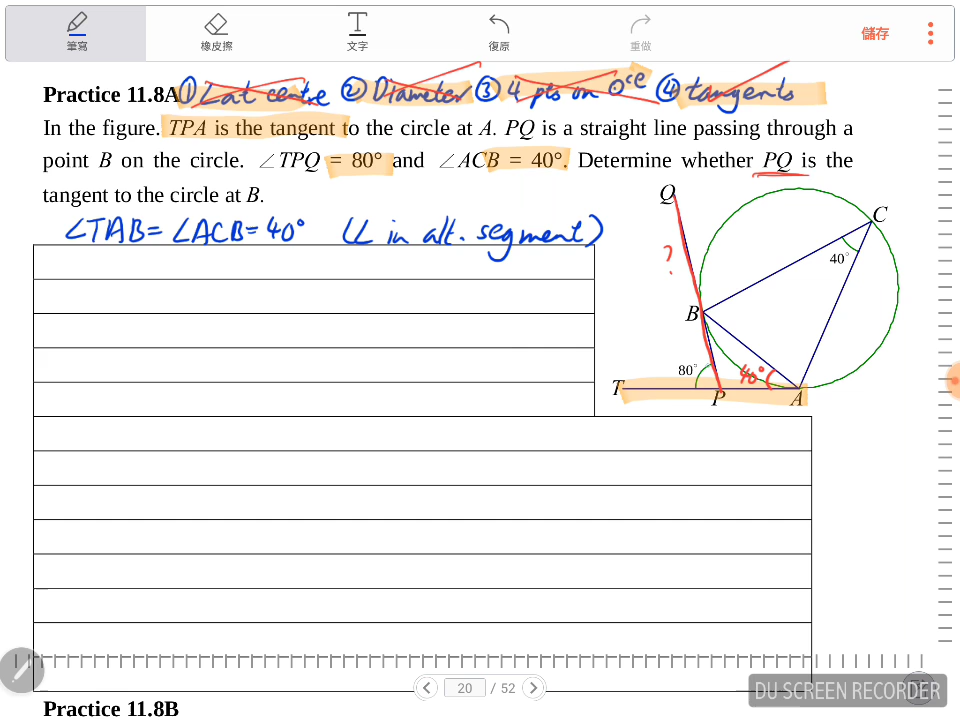 筆寫 橡皮擦 文字 復原 重做 儲存
Practice 11.8A ① ∠ at centre ② Diameter ③ 4 pts on ⊙ce ④ tangents
In the figure. TPA is the tangent to the circle at A. PQ is a straight line passing through a
point B on the circle. ∠TPQ = 80° and ∠ACB = 40°. Determine whether PQ is the
tangent to the circle at B.
∠TAB = ∠ACB = 40° (∠ in alt. segment)
Q
C
?
40°
B
80°
40°
T
P
A
20 / 52
DU SCREEN RECORDER
Practice 11.8B